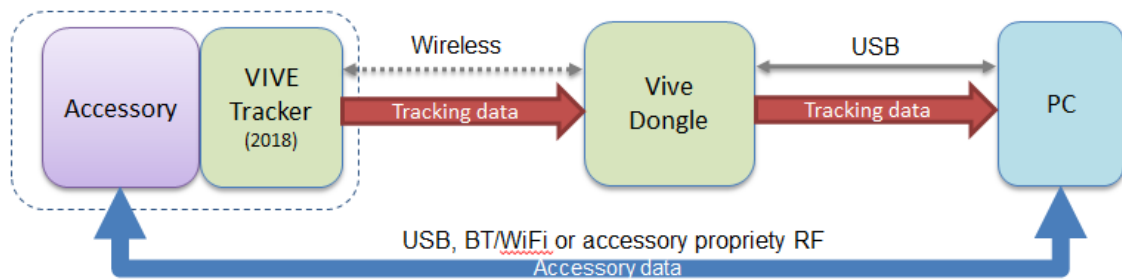 Accessory
VIVE
Tracker
(2018)
Wireless
Tracking data
Vive
Dongle
USB
Tracking data
PC
USB, BT/WiFi or accessory propriety RF
Accessory data